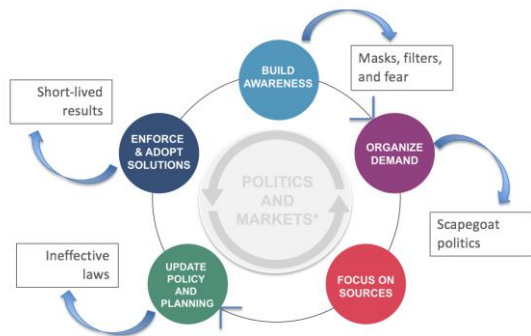 BUILD
AWARENESS
Masks, filters,
and fear
Short-lived
results
ENFORCE
& ADOPT
SOLUTIONS
ORGANIZE
DEMAND
POLITICS
AND
MARKETS*
Scapegoat
politics
Ineffective
laws
UPDATE
POLICY
AND
PLANNING
FOCUS ON
SOURCES